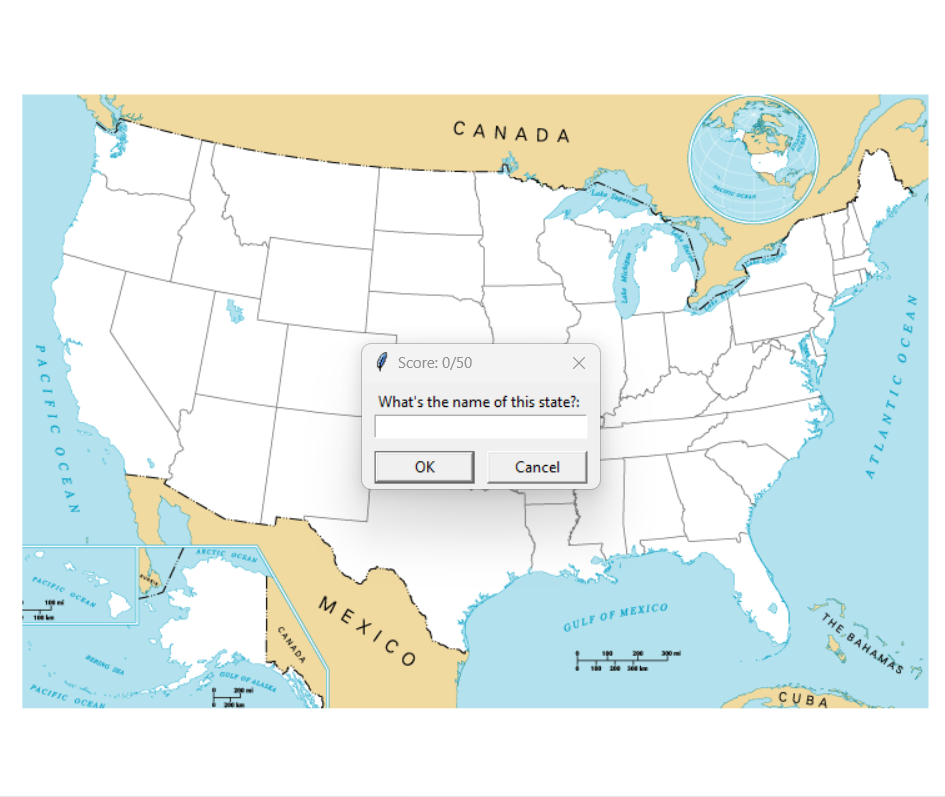 CANADA
Lake Superior
Lake Michigan
PACIFIC OCEAN
Score: 0/50
What's the name of this state?:
OK
Cancel
PACIFIC OCEAN
ATLANTIC OCEAN
ARCTIC OCEAN
RUSSIA
PACIFIC OCEAN
100 mi
100 km
CANADA
MEXICO
GULF OF MEXICO
THE BAHAMAS
BERING SEA
GULF OF ALASKA
0 100 200 300 mi
0 100 200 300 km
0 200 mi
0 200 km
PACIFIC OCEAN
CUBA